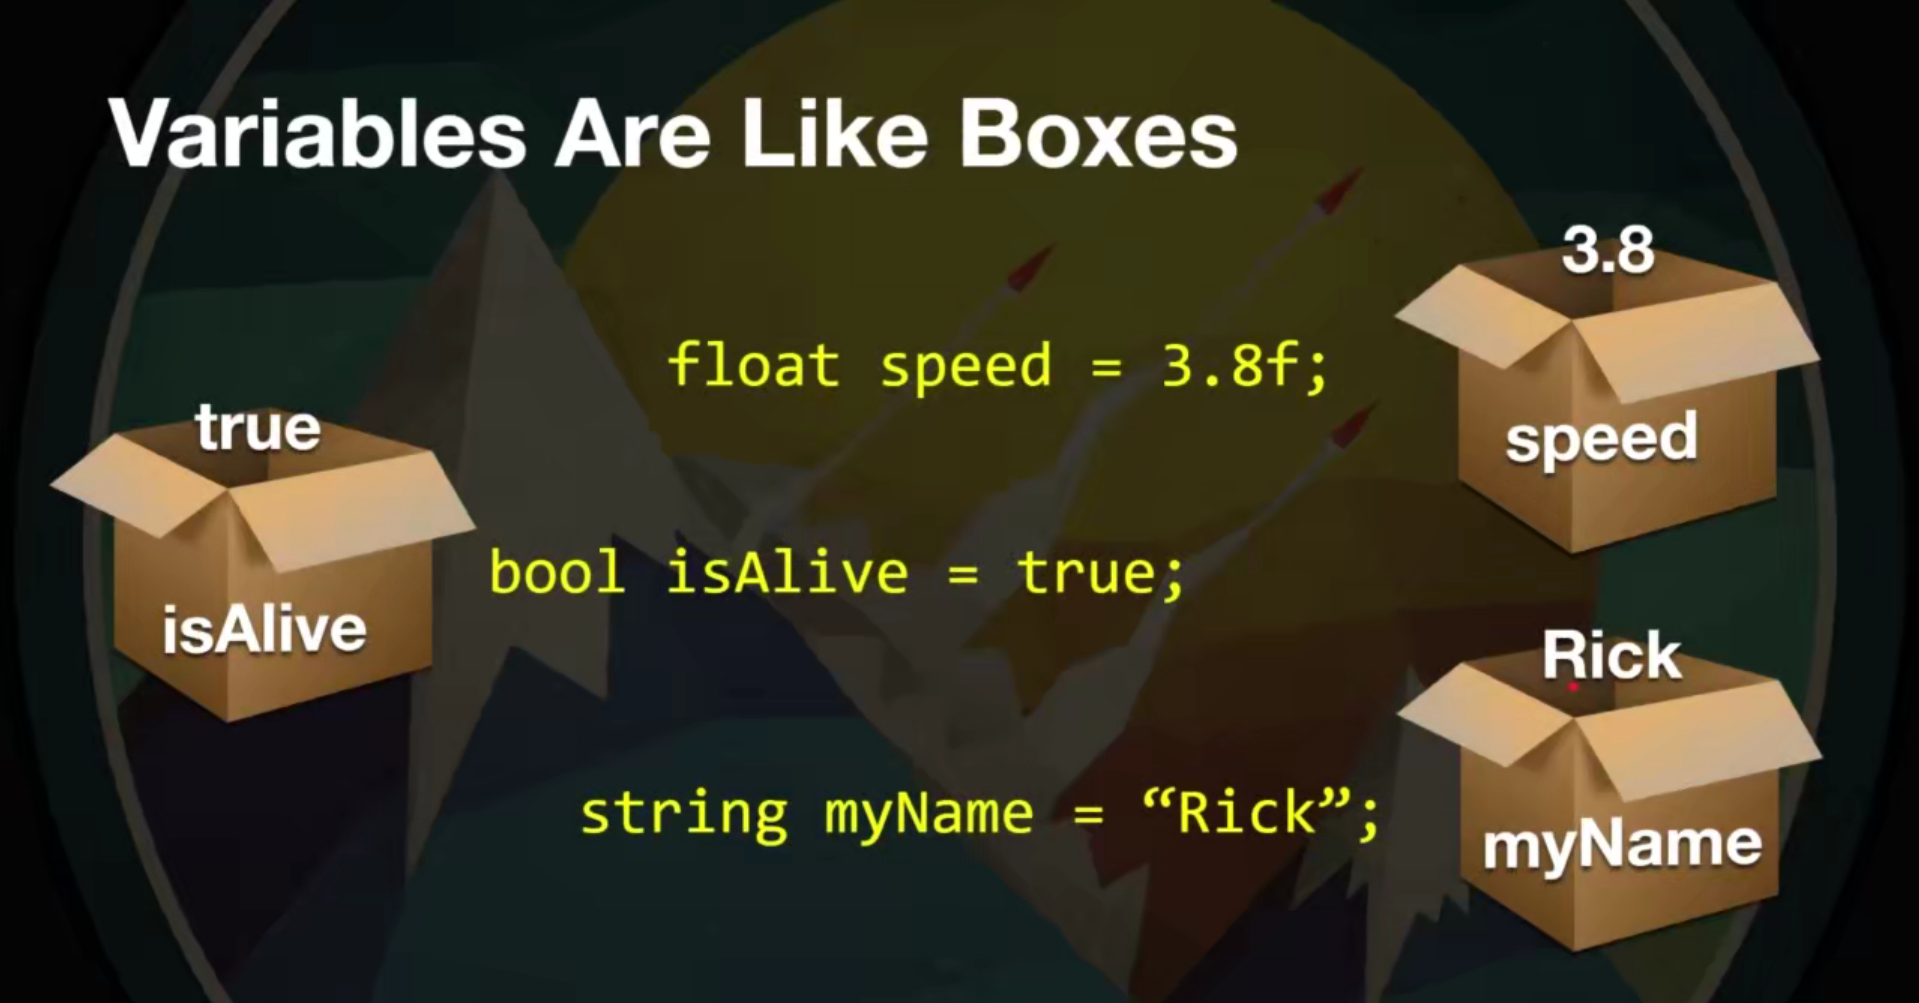 Variables Are Like Boxes
3.8
float speed = 3.8f;
speed
true
bool isAlive = true;
isAlive
Rick
string myName = “Rick”;
myName